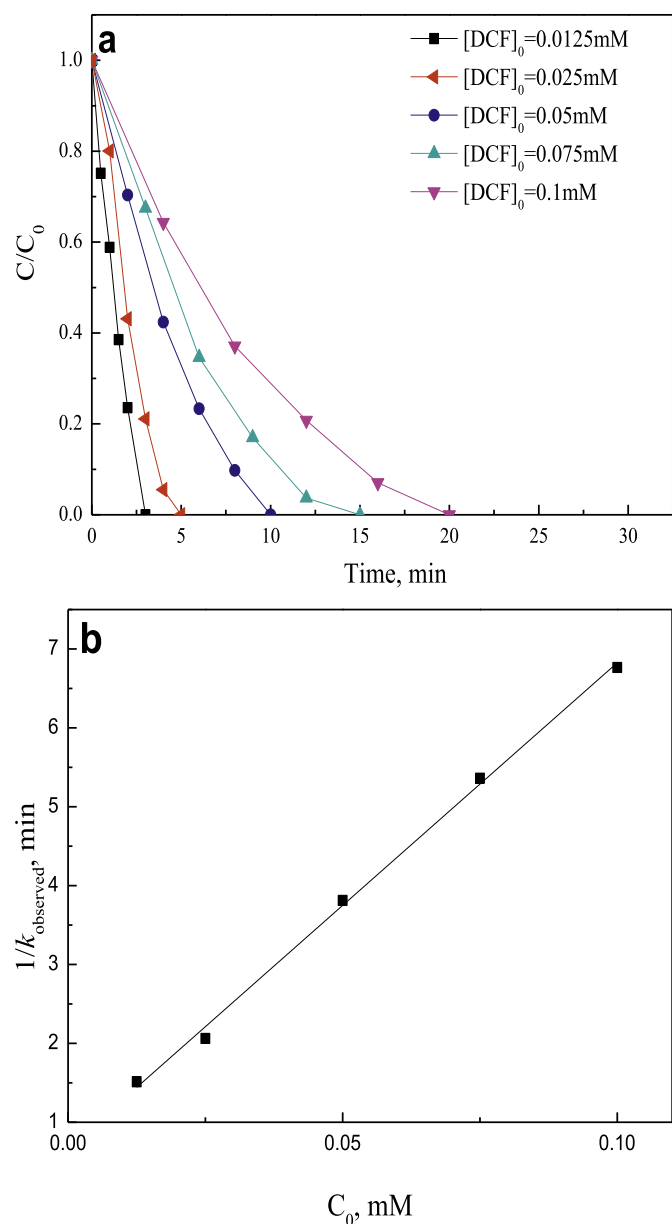 a
[DCF]₀=0.0125mM
[DCF]₀=0.025mM
[DCF]₀=0.05mM
[DCF]₀=0.075mM
[DCF]₀=0.1mM
1.0
0.8
0.6
0.4
0.2
0.0
C/C₀
0 5 10 15 20 25 30
Time, min
b
7
6
5
4
3
2
1
1/k_observed, min
0.00 0.05 0.10
C₀, mM